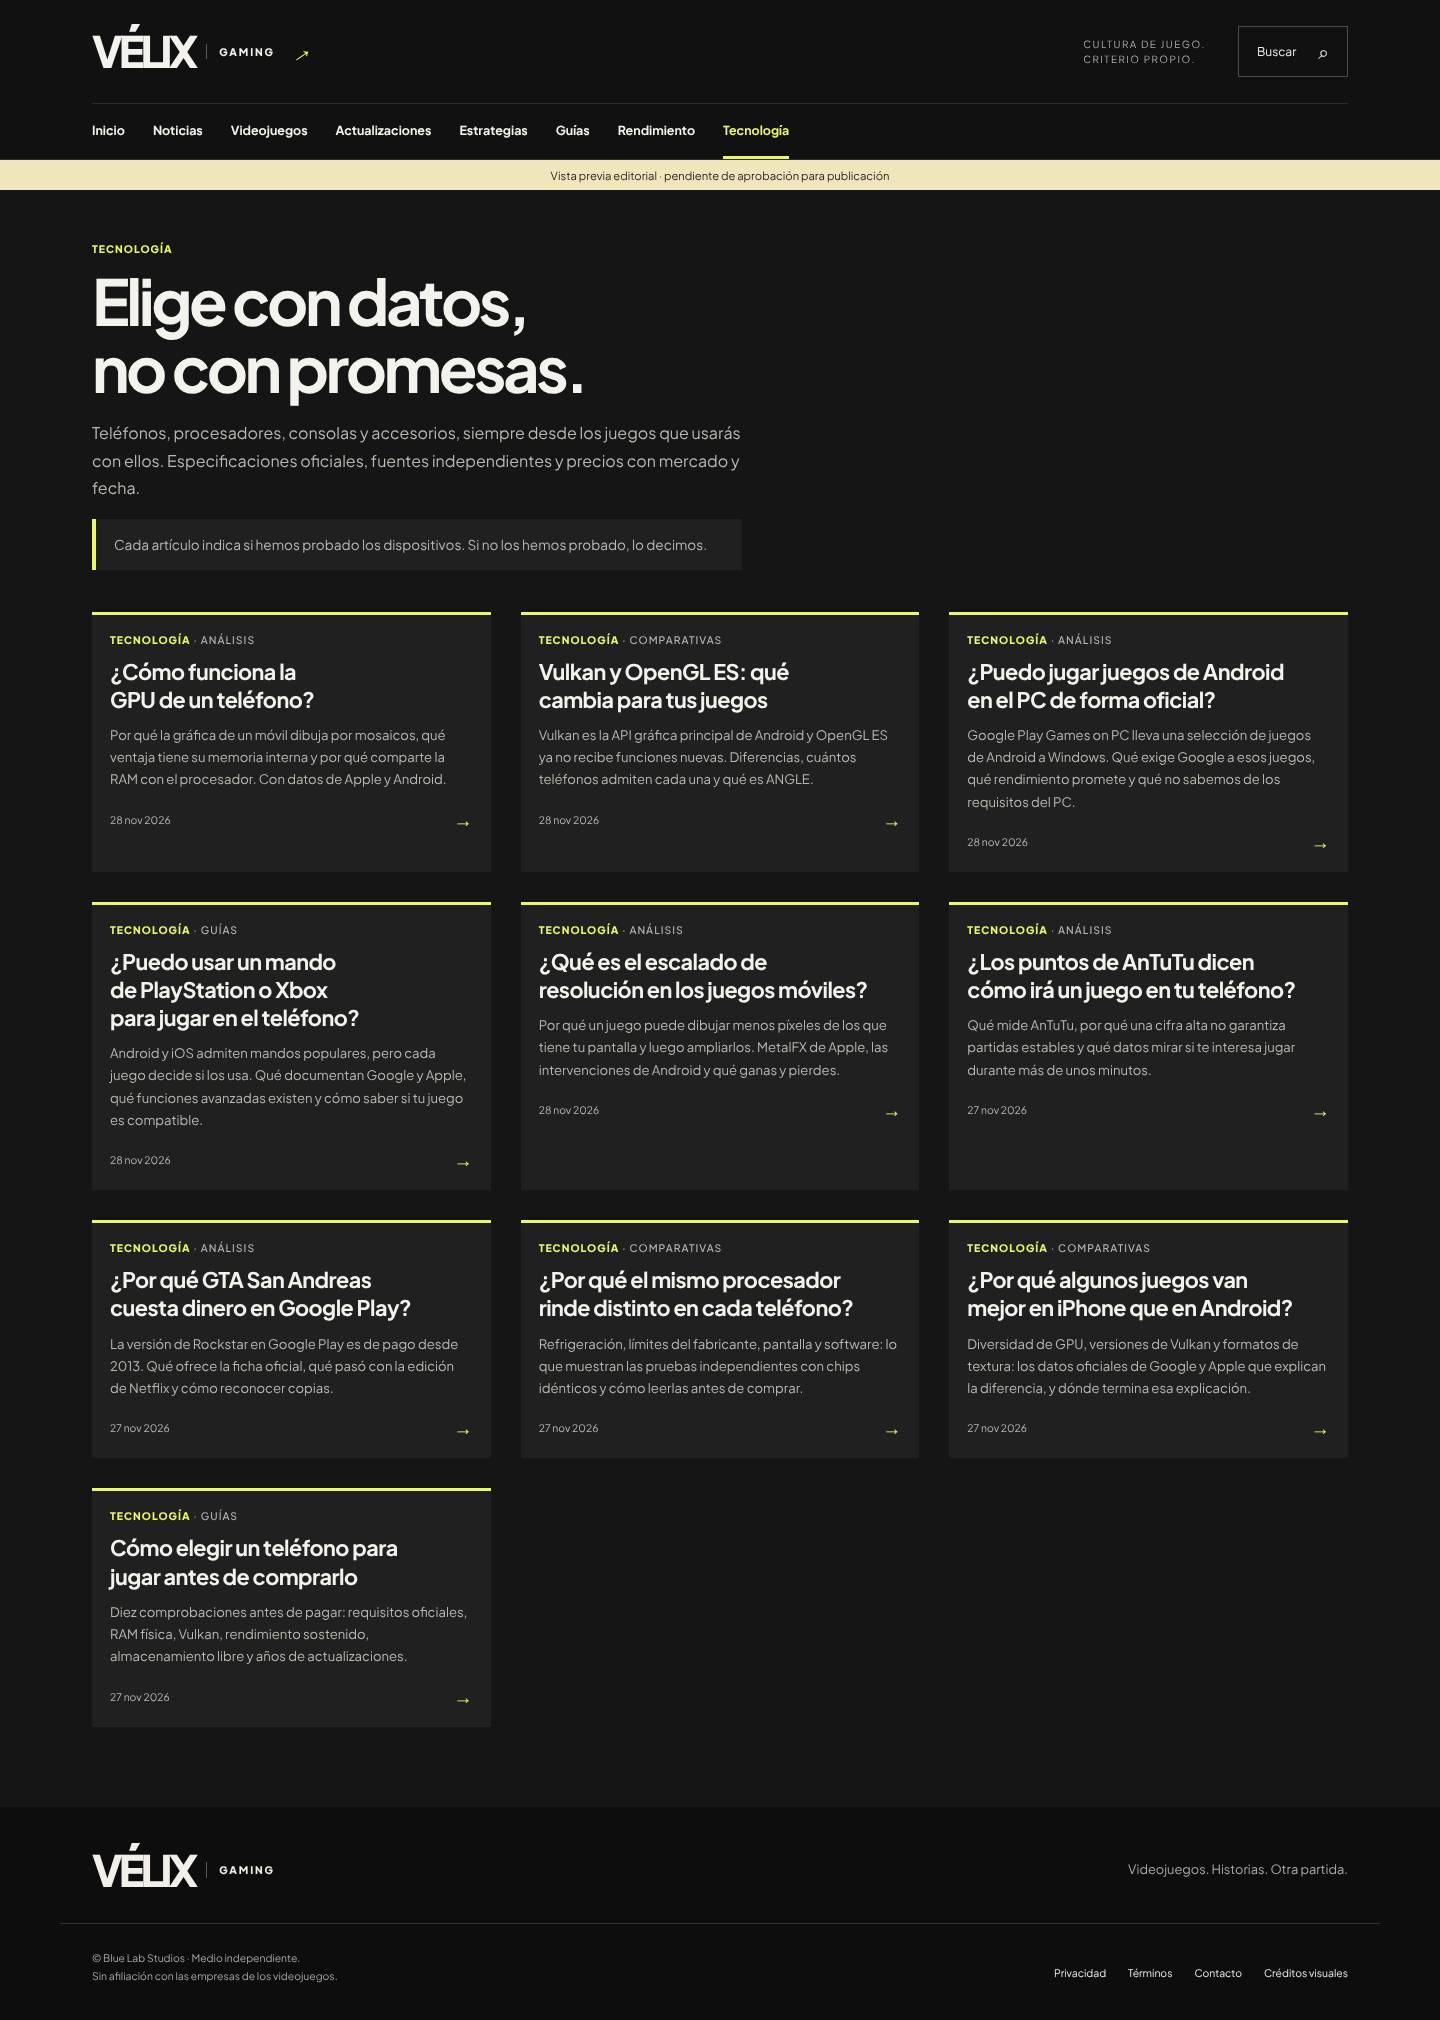 VÉLIX
GAMING
CULTURA DE JUEGO.
CRITERIO PROPIO.
Buscar
Inicio
Noticias
Videojuegos
Actualizaciones
Estrategias
Guías
Rendimiento
Tecnología
Vista previa editorial · pendiente de aprobación para publicación
TECNOLOGÍA
Elige con datos,
no con promesas.
Teléfonos, procesadores, consolas y accesorios, siempre desde los juegos que usarás
con ellos. Especificaciones oficiales, fuentes independientes y precios con mercado y
fecha.
Cada artículo indica si hemos probado los dispositivos. Si no los hemos probado, lo decimos.
TECNOLOGÍA · ANÁLISIS
¿Cómo funciona la
GPU de un teléfono?
Por qué la gráfica de un móvil dibuja por mosaicos, qué
ventaja tiene su memoria interna y por qué comparte la
RAM con el procesador. Con datos de Apple y Android.
28 nov 2026 →
TECNOLOGÍA · COMPARATIVAS
Vulkan y OpenGL ES: qué
cambia para tus juegos
Vulkan es la API gráfica principal de Android y OpenGL ES
ya no recibe funciones nuevas. Diferencias, cuántos
teléfonos admiten cada una y qué es ANGLE.
28 nov 2026 →
TECNOLOGÍA · ANÁLISIS
¿Puedo jugar juegos de Android
en el PC de forma oficial?
Google Play Games on PC lleva una selección de juegos
de Android a Windows. Qué exige Google a esos juegos,
qué rendimiento promete y qué no sabemos de los
requisitos del PC.
28 nov 2026 →
TECNOLOGÍA · GUÍAS
¿Puedo usar un mando
de PlayStation o Xbox
para jugar en el teléfono?
Android y iOS admiten mandos populares, pero cada
juego decide si los usa. Qué documentan Google y Apple,
qué funciones avanzadas existen y cómo saber si tu juego
es compatible.
28 nov 2026 →
TECNOLOGÍA · ANÁLISIS
¿Qué es el escalado de
resolución en los juegos móviles?
Por qué un juego puede dibujar menos píxeles de los que
tiene tu pantalla y luego ampliarlos. MetalFX de Apple, las
intervenciones de Android y qué ganas y pierdes.
28 nov 2026 →
TECNOLOGÍA · ANÁLISIS
¿Los puntos de AnTuTu dicen
cómo irá un juego en tu teléfono?
Qué mide AnTuTu, por qué una cifra alta no garantiza
partidas estables y qué datos mirar si te interesa jugar
durante más de unos minutos.
27 nov 2026 →
TECNOLOGÍA · ANÁLISIS
¿Por qué GTA San Andreas
cuesta dinero en Google Play?
La versión de Rockstar en Google Play es de pago desde
2013. Qué ofrece la ficha oficial, qué pasó con la edición
de Netflix y cómo reconocer copias.
27 nov 2026 →
TECNOLOGÍA · COMPARATIVAS
¿Por qué el mismo procesador
rinde distinto en cada teléfono?
Refrigeración, límites del fabricante, pantalla y software: lo
que muestran las pruebas independientes con chips
idénticos y cómo leerlas antes de comprar.
27 nov 2026 →
TECNOLOGÍA · COMPARATIVAS
¿Por qué algunos juegos van
mejor en iPhone que en Android?
Diversidad de GPU, versiones de Vulkan y formatos de
textura: los datos oficiales de Google y Apple que explican
la diferencia, y dónde termina esa explicación.
27 nov 2026 →
TECNOLOGÍA · GUÍAS
Cómo elegir un teléfono para
jugar antes de comprarlo
Diez comprobaciones antes de pagar: requisitos oficiales,
RAM física, Vulkan, rendimiento sostenido,
almacenamiento libre y años de actualizaciones.
27 nov 2026 →
VÉLIX
GAMING
Videojuegos. Historias. Otra partida.
© Blue Lab Studios · Medio independiente.
Sin afiliación con las empresas de los videojuegos.
Privacidad
Términos
Contacto
Créditos visuales